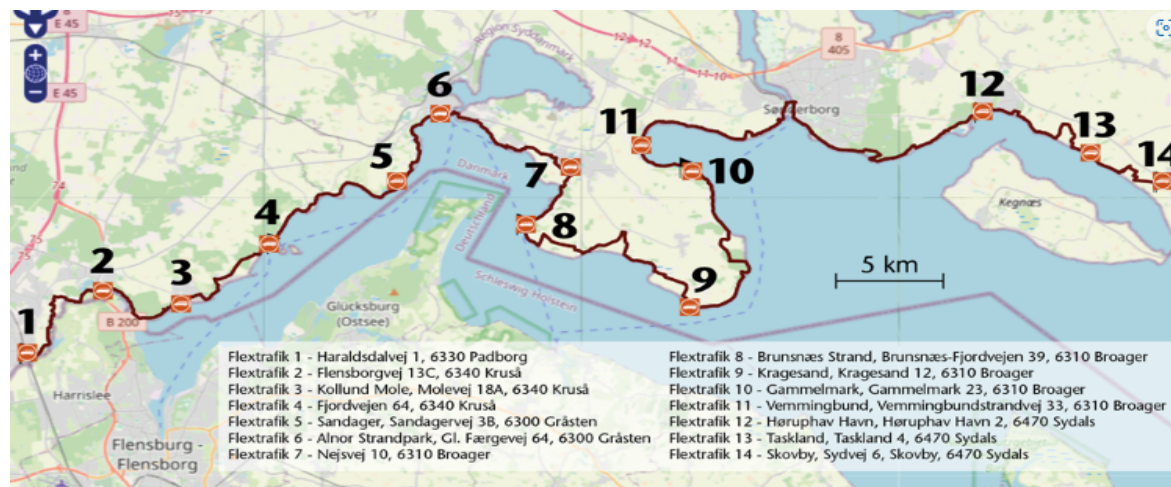 8
E 45
Region Syddanmark
12-12
8
405
11-10
12
6
E 45
Sønderborg
11
13
5
7
Danmark
10
14
74
75
Deutschland
Kegnæs
4
8
2
3
9
5 km
Schleswig Holstein
Glücksburg
(Ostsee)
1
B 200
Harrislee
Flensburg -
Flensborg
Flextrafik 1 - Haraldsdalvej 1, 6330 Padborg
Flextrafik 2 - Flensborgvej 13C, 6340 Kruså
Flextrafik 3 - Kollund Mole, Molevej 18A, 6340 Kruså
Flextrafik 4 - Fjordvejen 64, 6340 Kruså
Flextrafik 5 - Sandager, Sandagervej 3B, 6300 Gråsten
Flextrafik 6 - Alnor Strandpark, Gl. Færgevej 64, 6300 Gråsten
Flextrafik 7 - Nejsvej 10, 6310 Broager
Flextrafik 8 - Brunsnæs Strand, Brunsnæs-Fjordvejen 39, 6310 Broager
Flextrafik 9 - Kragesand, Kragesand 12, 6310 Broager
Flextrafik 10 - Gammelmark, Gammelmark 23, 6310 Broager
Flextrafik 11 - Vemmingbund, Vemmingbundstrandvej 33, 6310 Broager
Flextrafik 12 - Høruphav Havn, Høruphav Havn 2, 6470 Sydals
Flextrafik 13 - Taskland, Taskland 4, 6470 Sydals
Flextrafik 14 - Skovby, Sydvej 6, Skovby, 6470 Sydals